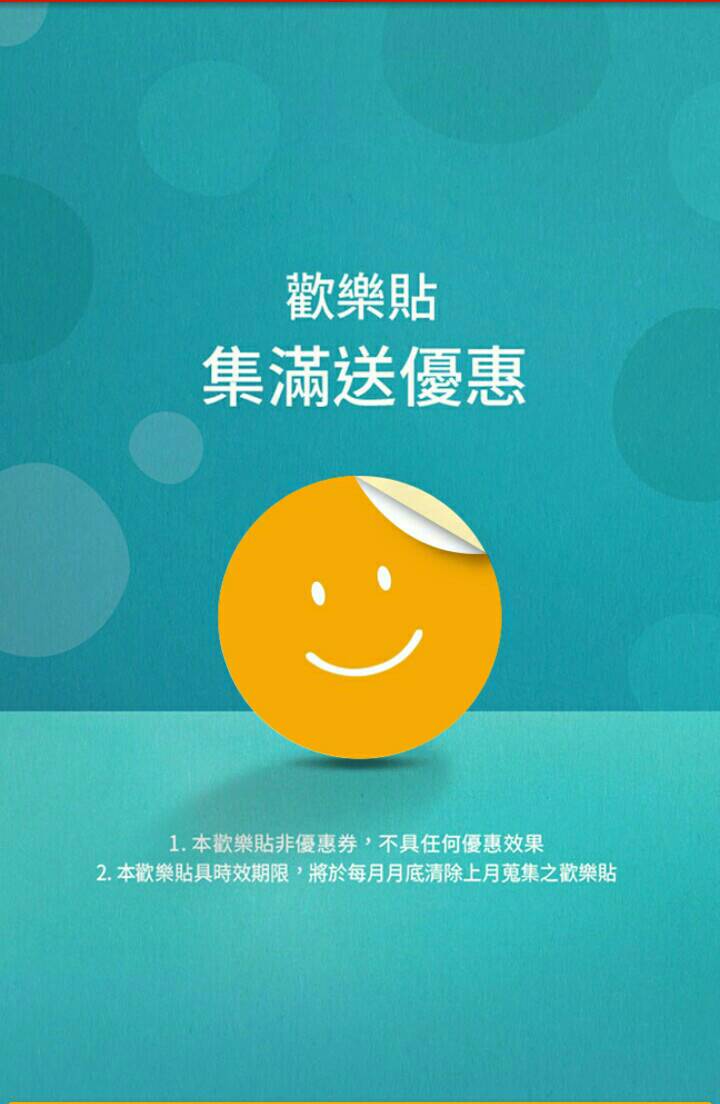 歡樂貼
集滿送優惠
1. 本歡樂貼非優惠券，不具任何優惠效果
2. 本歡樂貼具時效期限，將於每月月底清除上月蒐集之歡樂貼